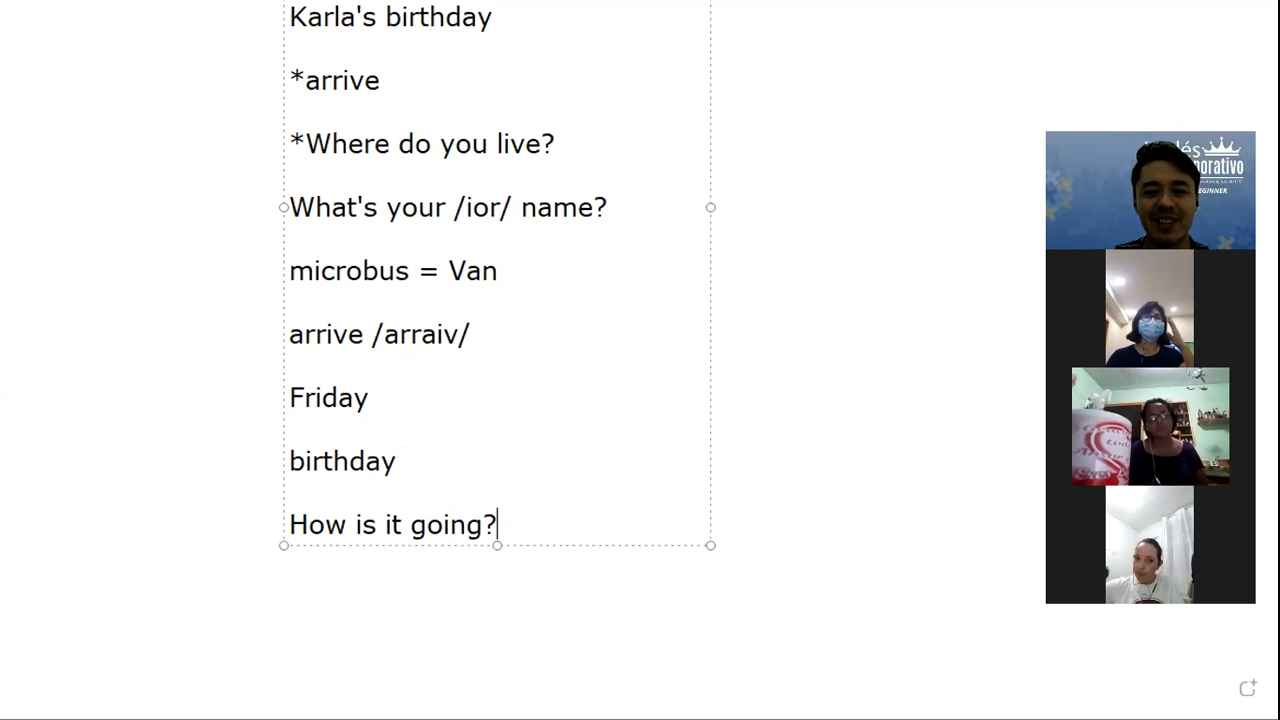 Karla's birthday
*arrive
*Where do you live?
What's your /ior/ name?
microbus = Van
arrive /arraiv/
Friday
birthday
How is it going?